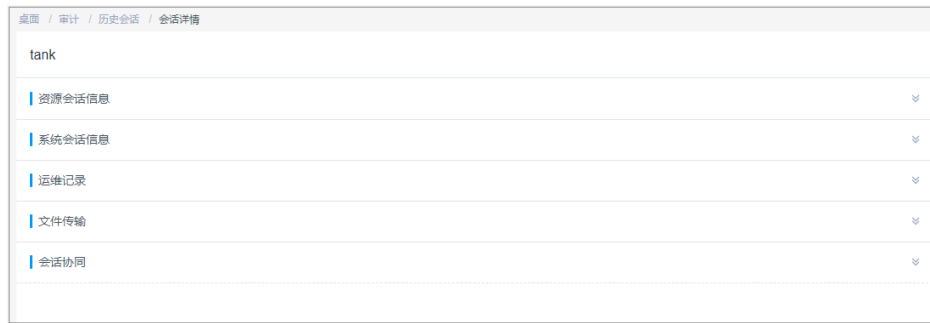 桌面 / 审计 / 历史会话 / 会话详情
tank
资源会话信息
系统会话信息
运维记录
文件传输
会话协同